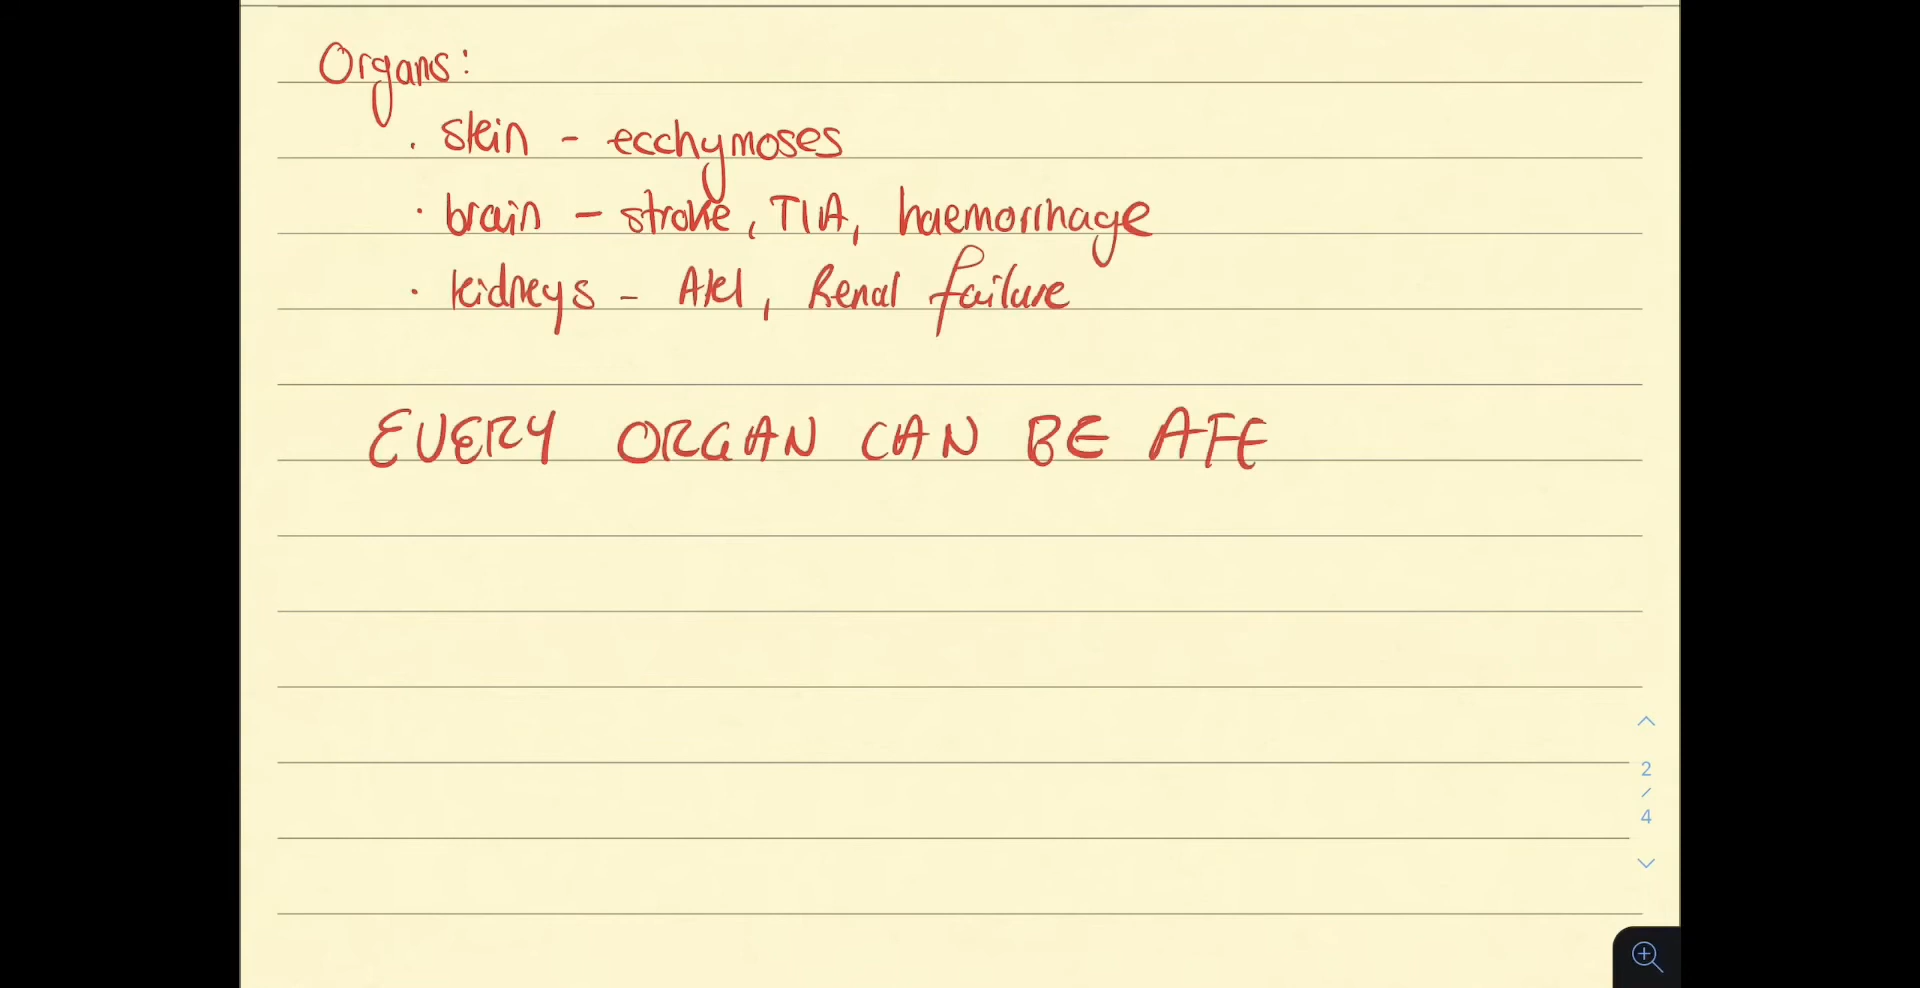 Organs:
· skin - ecchymoses
· brain - stroke, TIA, haemorrhage
· kidneys - AKI, Renal failure
EVERY ORGAN CAN BE AFE
2
/
4